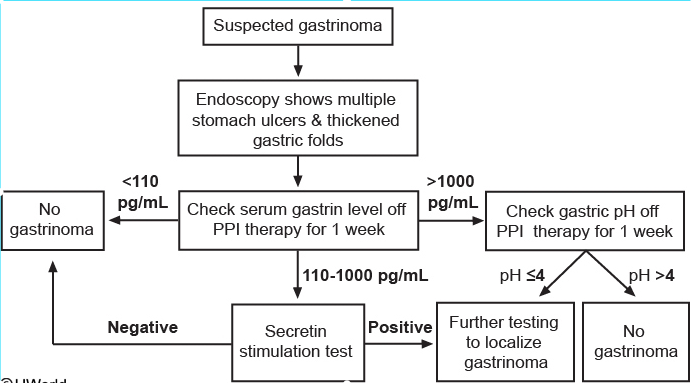 Suspected gastrinoma
Endoscopy shows multiple
stomach ulcers & thickened
gastric folds
<110
pg/mL
>1000
pg/mL
No
gastrinoma
Check serum gastrin level off
PPI therapy for 1 week
Check gastric pH off
PPI therapy for 1 week
110-1000 pg/mL
pH ≤4
pH >4
Negative
Secretin
stimulation test
Positive
Further testing
to localize
gastrinoma
No
gastrinoma
©UWorld